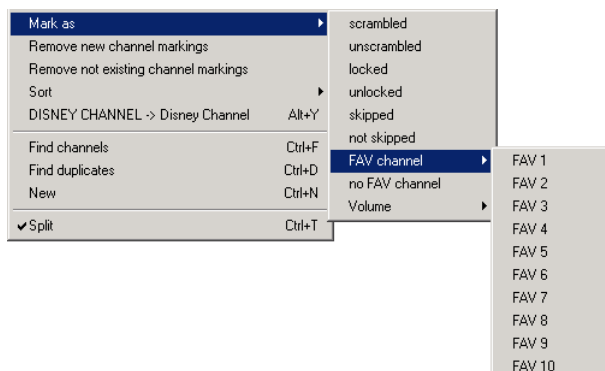 Mark as
Remove new channel markings
Remove not existing channel markings
Sort
DISNEY CHANNEL -> Disney Channel Alt+Y
Find channels Ctrl+F
Find duplicates Ctrl+D
New Ctrl+N
Split Ctrl+T
scrambled
unscrambled
locked
unlocked
skipped
not skipped
FAV channel
no FAV channel
Volume
FAV 1
FAV 2
FAV 3
FAV 4
FAV 5
FAV 6
FAV 7
FAV 8
FAV 9
FAV 10